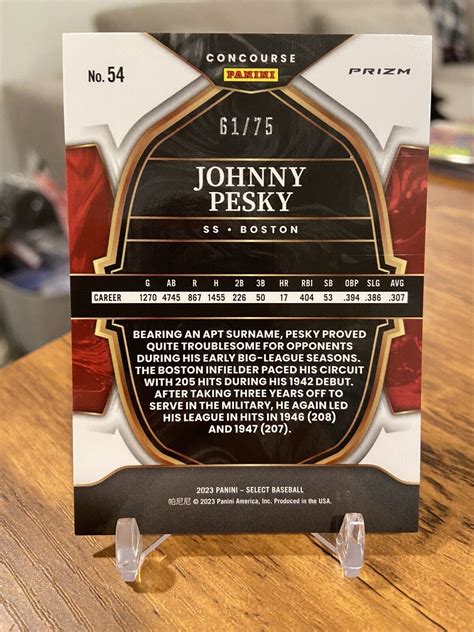 CONCOURSE
No. 54
PANINI
PRIZM
61/75
JOHNNY
PESKY
SS • BOSTON
G AB R H 2B 3B HR RBI SB OBP SLG AVG
CAREER 1270 4745 867 1455 226 50 17 404 53 .394 .386 .307
BEARING AN APT SURNAME, PESKY PROVED
QUITE TROUBLESOME FOR OPPONENTS
DURING HIS EARLY BIG-LEAGUE SEASONS.
THE BOSTON INFIELDER PACED HIS CIRCUIT
WITH 205 HITS DURING HIS 1942 DEBUT.
AFTER TAKING THREE YEARS OFF TO
SERVE IN THE MILITARY, HE AGAIN LED
HIS LEAGUE IN HITS IN 1946 (208)
AND 1947 (207).
2023 PANINI – SELECT BASEBALL
帕尼尼 © 2023 Panini America, Inc. Produced in the USA.